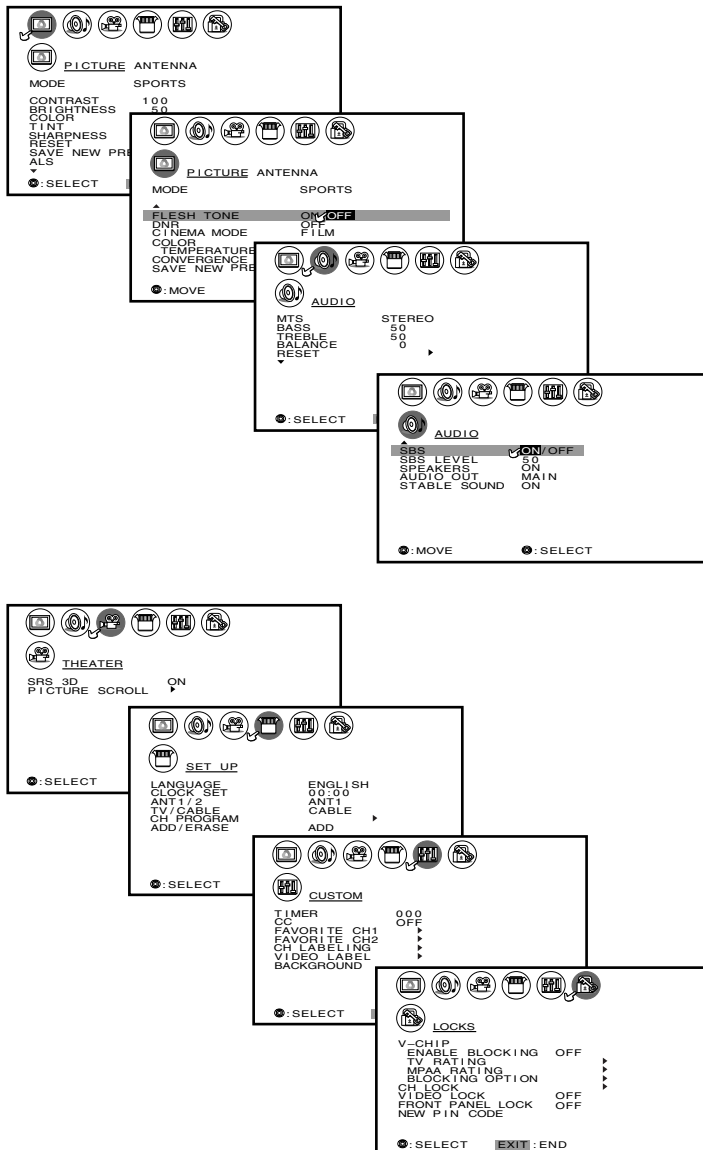 PICTURE ANTENNA
MODE SPORTS
CONTRAST 100
BRIGHTNESS 50
COLOR
TINT
SHARPNESS
RESET
SAVE NEW PRE
ALS
:SELECT
PICTURE ANTENNA
MODE SPORTS
FLESH TONE ON OFF
DNR OFF
CINEMA MODE FILM
COLOR
TEMPERATURE
CONVERGENCE
SAVE NEW PRE
:MOVE
AUDIO
MTS STEREO
BASS 50
TREBLE 50
BALANCE 0
RESET
:SELECT
AUDIO
SBS ON/OFF
SBS LEVEL 50
SPEAKERS ON
AUDIO OUT MAIN
STABLE SOUND ON
:MOVE :SELECT
THEATER
SRS 3D ON
PICTURE SCROLL
:SELECT
SET UP
LANGUAGE ENGLISH
CLOCK SET 00:00
ANT1/2 ANT1
TV/CABLE CABLE
CH PROGRAM
ADD/ERASE ADD
:SELECT
CUSTOM
TIMER 000
CC OFF
FAVORITE CH1
FAVORITE CH2
CH LABELING
VIDEO LABEL
BACKGROUND
:SELECT
LOCKS
V-CHIP
ENABLE BLOCKING OFF
TV RATING
MPAA RATING
BLOCKING OPTION
CH LOCK
VIDEO LOCK OFF
FRONT PANEL LOCK OFF
NEW PIN CODE
:SELECT EXIT:END